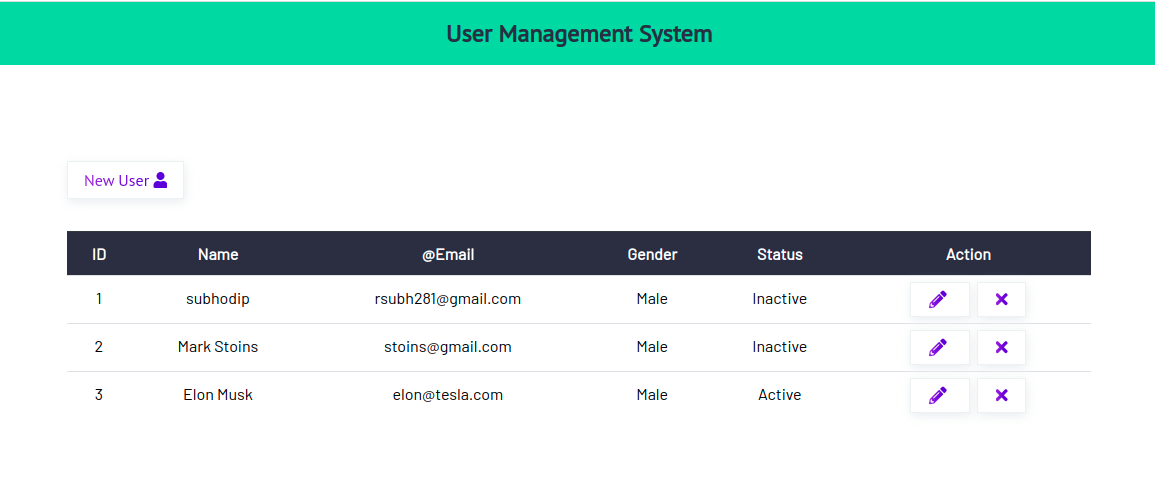 User Management System
New User
ID Name @Email Gender Status Action
1 subhodip rsubh281@gmail.com Male Inactive
2 Mark Stoins stoins@gmail.com Male Inactive
3 Elon Musk elon@tesla.com Male Active